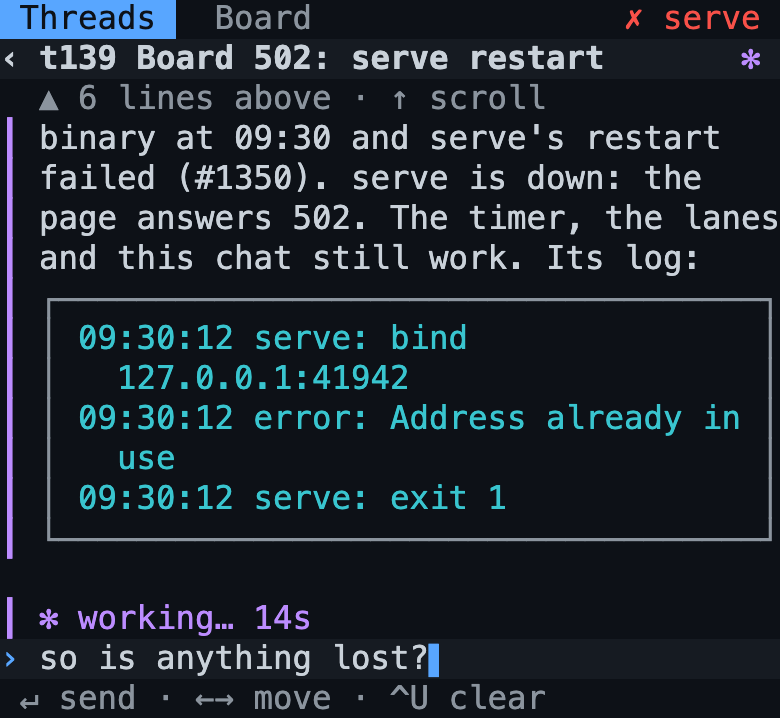 Threads Board ✗ serve
‹ t139 Board 502: serve restart ✻
▲ 6 lines above · ↑ scroll
binary at 09:30 and serve's restart
failed (#1350). serve is down: the
page answers 502. The timer, the lanes
and this chat still work. Its log:
09:30:12 serve: bind
127.0.0.1:41942
09:30:12 error: Address already in
use
09:30:12 serve: exit 1
✻ working… 14s
› so is anything lost?
↵ send · ←→ move · ^U clear